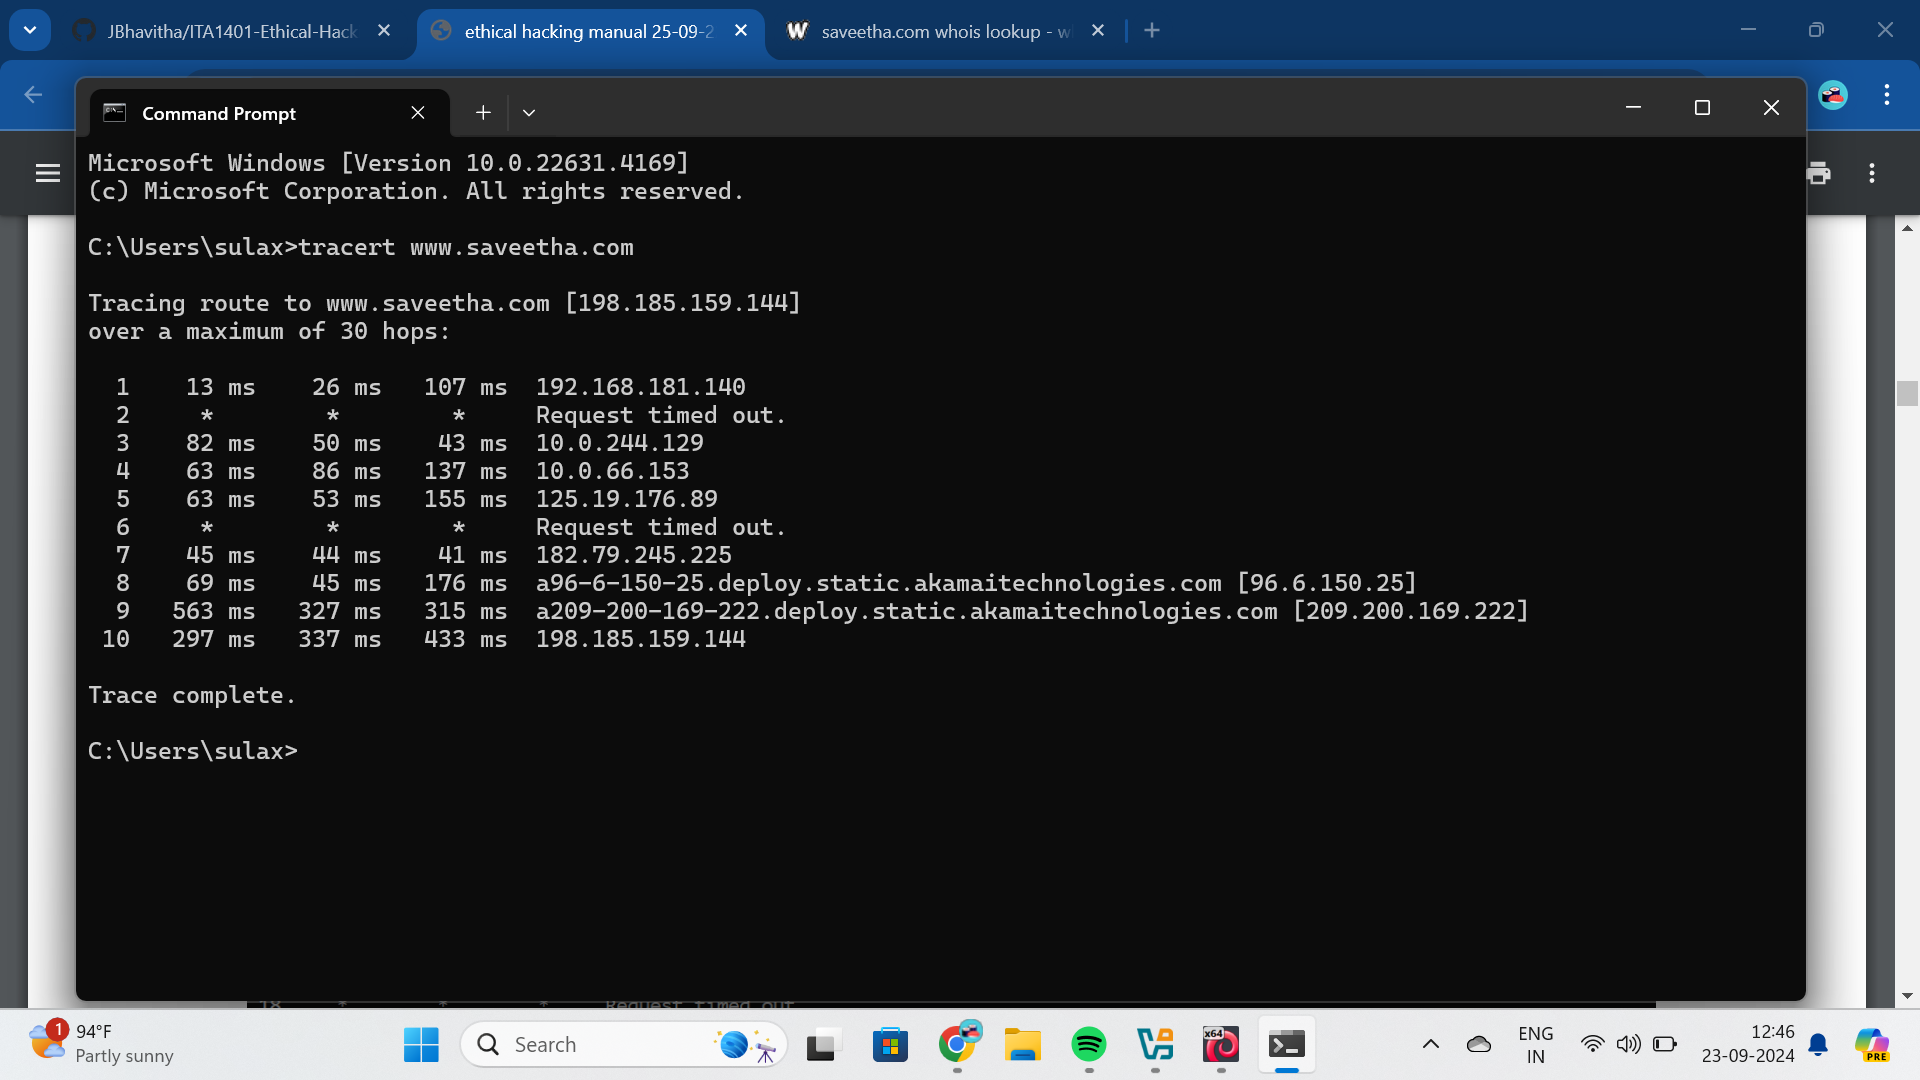 JBhavitha/ITA1401-Ethical-Hack
ethical hacking manual 25-09-2
saveetha.com whois lookup - w
Command Prompt
Microsoft Windows [Version 10.0.22631.4169]
(c) Microsoft Corporation. All rights reserved.
C:\Users\sulax>tracert www.saveetha.com
Tracing route to www.saveetha.com [198.185.159.144]
over a maximum of 30 hops:
1 13 ms 26 ms 107 ms 192.168.181.140
2 * * * Request timed out.
3 82 ms 50 ms 43 ms 10.0.244.129
4 63 ms 86 ms 137 ms 10.0.66.153
5 63 ms 53 ms 155 ms 125.19.176.89
6 * * * Request timed out.
7 45 ms 44 ms 41 ms 182.79.245.225
8 69 ms 45 ms 176 ms a96-6-150-25.deploy.static.akamaitechnologies.com [96.6.150.25]
9 563 ms 327 ms 315 ms a209-200-169-222.deploy.static.akamaitechnologies.com [209.200.169.222]
10 297 ms 337 ms 433 ms 198.185.159.144
Trace complete.
C:\Users\sulax>
18 * * * Request timed out
1
94°F
Partly sunny
Search
x64
ENG
IN
12:46
23-09-2024
PRE